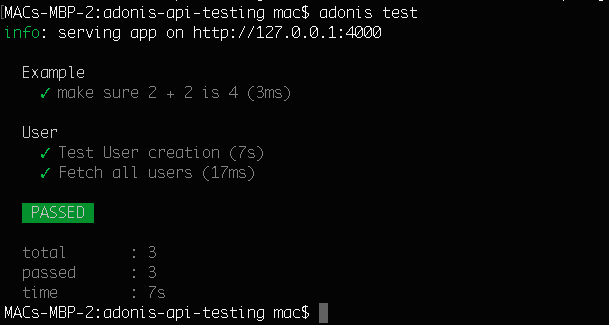 [MACs-MBP-2:adonis-api-testing mac$ adonis test
info: serving app on http://127.0.0.1:4000
Example
✓ make sure 2 + 2 is 4 (3ms)
User
✓ Test User creation (7s)
✓ Fetch all users (17ms)
PASSED
total : 3
passed : 3
time : 7s
MACs-MBP-2:adonis-api-testing mac$